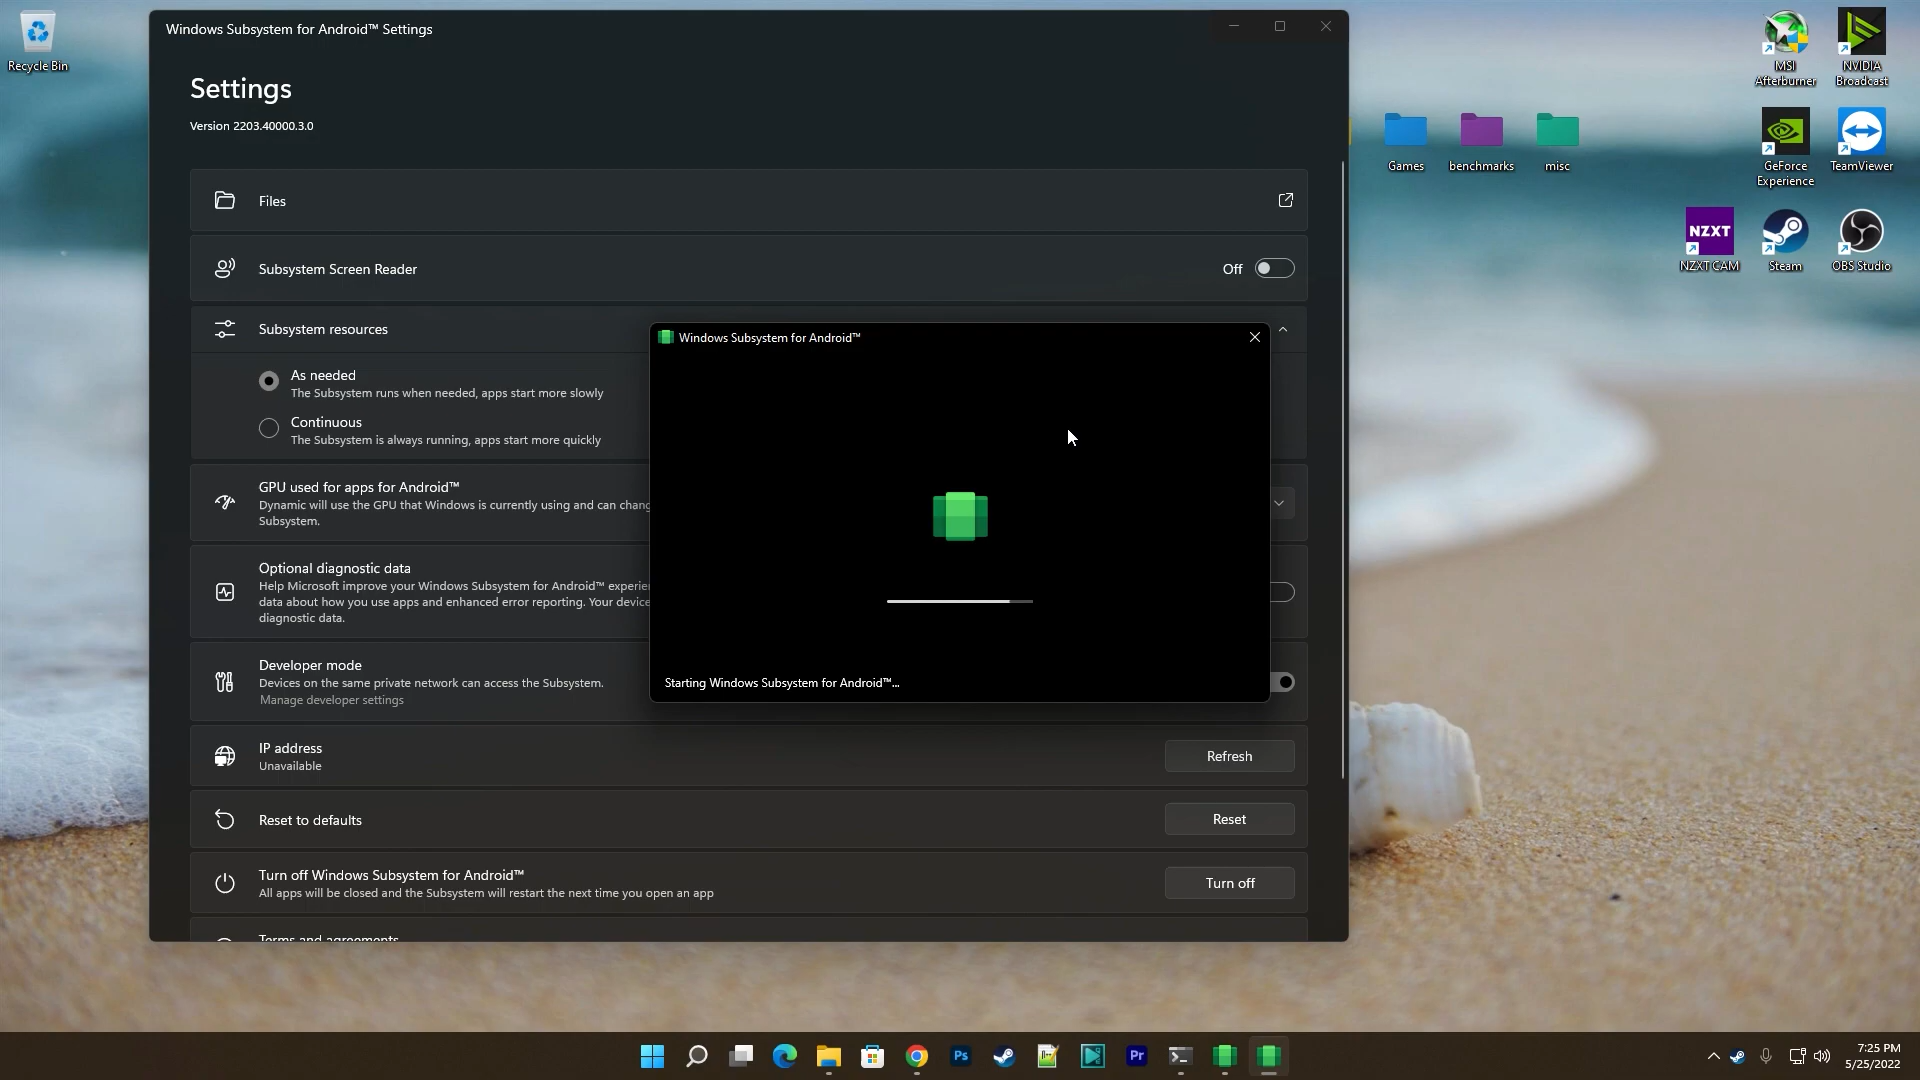 Recycle Bin
Windows Subsystem for Android™ Settings
Settings
Version 2203.40000.3.0
Files
Subsystem Screen Reader
Off
Subsystem resources
As needed
The Subsystem runs when needed, apps start more slowly
Continuous
The Subsystem is always running, apps start more quickly
GPU used for apps for Android™
Dynamic will use the GPU that Windows is currently using and can
Subsystem.
Optional diagnostic data
Help Microsoft improve your Windows Subsystem for Android™
data about how you use apps and enhanced error reporting. Your
diagnostic data.
Developer mode
Devices on the same private network can access the Subsystem.
Manage developer settings
IP address
Unavailable
Refresh
Reset to defaults
Reset
Turn off Windows Subsystem for Android™
All apps will be closed and the Subsystem will restart the next time you open an app
Turn off
Terms and agreements
Windows Subsystem for Android™
Starting Windows Subsystem for Android™...
MSI
Afterburner
NVIDIA
Broadcast
Games
benchmarks
misc
GeForce
Experience
TeamViewer
NZXT
NZXT CAM
Steam
OBS Studio
Ps
Pr
7:25 PM
5/25/2022